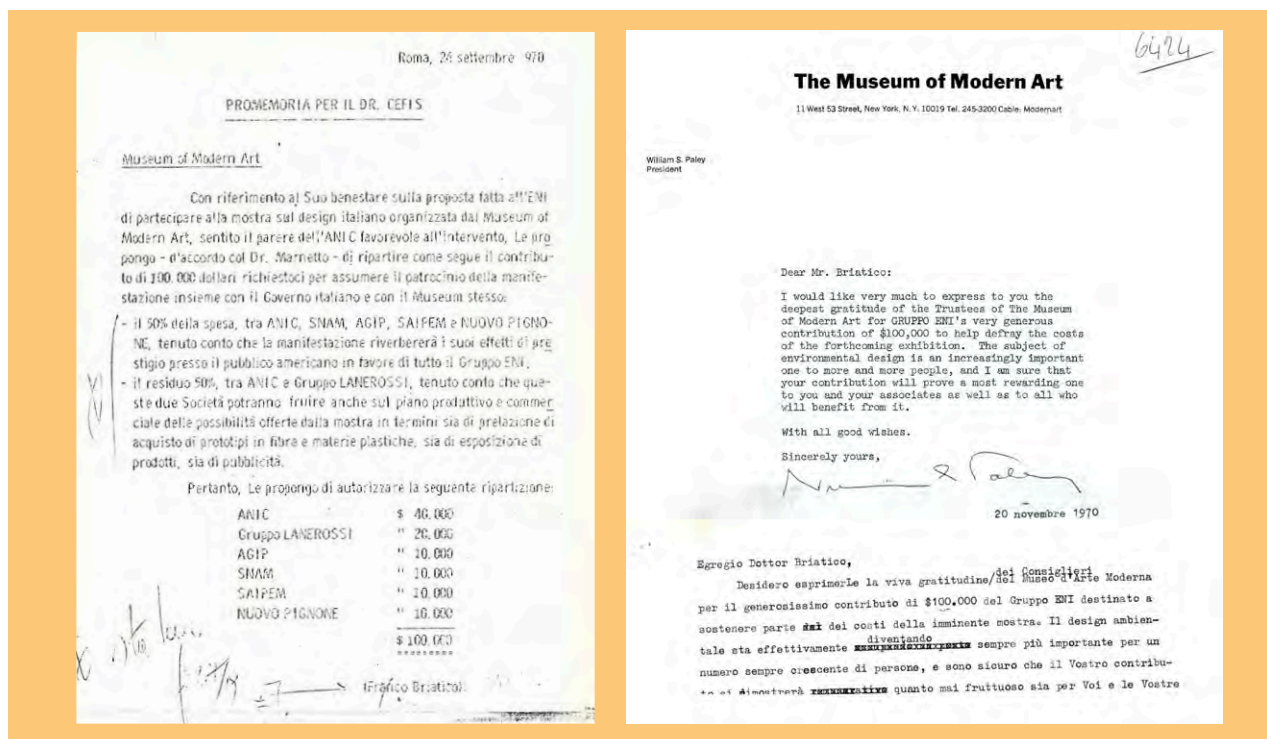 Roma, 26 settembre 970
PROMEMORIA PER IL DR. CEFIS
Museum of Modern Art
Con riferimento al Suo benestare sulla proposta fatta all'ENI
di partecipare alla mostra sul design italiano organizzata dal Museum of
Modern Art, sentito il parere dell'ANIC favorevole all'intervento, Le pro
pongo - d'accordo col Dr. Marnetto - di ripartire come segue il contribu-
to di 100.000 dollari richiestoci per assumere il patrocinio della manife-
stazione insieme con il Governo italiano e con il Museum stesso:
- il 50% della spesa, tra ANIC, SNAM, AGIP, SAIPEM e NUOVO PIGNO-
NE, tenuto conto che la manifestazione riverbererà i suoi effetti di pre
stigio presso il pubblico americano in favore di tutto il Gruppo ENI,
- il residuo 50%, tra ANIC e Gruppo LANEROSSI, tenuto conto che que-
ste due Società potranno fruire anche sul piano produttivo e commer
ciale delle possibilità offerte dalla mostra in termini sia di prelazione di
acquisto di prototipi in fibra e materie plastiche, sia di esposizione di
prodotti, sia di pubblicità.
Pertanto, Le propongo di autorizzare la seguente ripartizione:
ANIC $ 40.000
Gruppo LANEROSSI " 20.000
AGIP " 10.000
SNAM " 10.000
SAIPEM " 10.000
NUOVO PIGNONE " 10.000
$ 100.000
(Franco Briatico)
6424
The Museum of Modern Art
11 West 53 Street, New York, N.Y. 10019 Tel. 245-3200 Cable: Modernart
William S. Paley
President
Dear Mr. Briatico:
I would like very much to express to you the
deepest gratitude of the Trustees of The Museum
of Modern Art for GRUPPO ENI's very generous
contribution of $100,000 to help defray the costs
of the forthcoming exhibition. The subject of
environmental design is an increasingly important
one to more and more people, and I am sure that
your contribution will prove a most rewarding one
to you and your associates as well as to all who
will benefit from it.
With all good wishes.
Sincerely yours,
20 novembre 1970
Egregio Dottor Briatico,
dei Consiglieri
Desidero esprimerLe la viva gratitudine/del Museo d'Arte Moderna
per il generosissimo contributo di $100.000 del Gruppo ENI destinato a
sostenere parte dei costi della imminente mostra. Il design ambien-
diventando
tale sta effettivamente sempre più importante per un
numero sempre crescente di persone, e sono sicuro che il Vostro contribu-
to si dimostrerà quanto mai fruttuoso sia per Voi e le Vostre